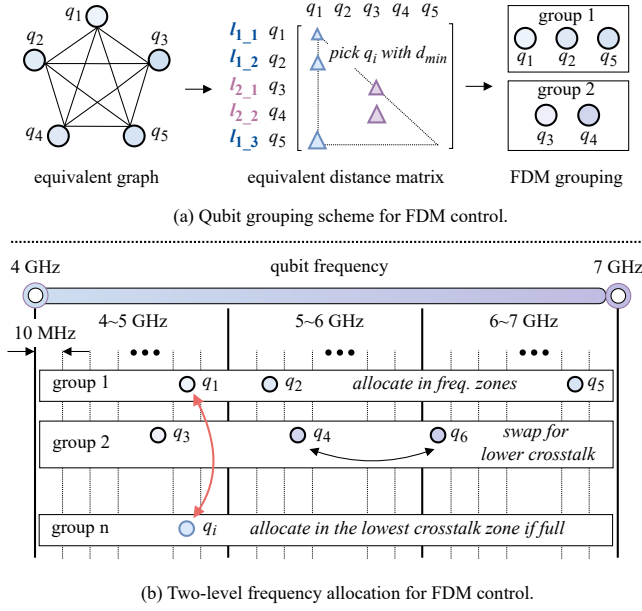 q1
q2
q3
q4
q5
equivalent graph
q1 q2 q3 q4 q5
l1_1 q1
l1_2 q2
l2_1 q3
l2_2 q4
l1_3 q5
pick qi with dmin
equivalent distance matrix
group 1
q1 q2 q5
group 2
q3 q4
FDM grouping
(a) Qubit grouping scheme for FDM control.
4 GHz qubit frequency 7 GHz
4~5 GHz 5~6 GHz 6~7 GHz
10 MHz
group 1 q1 q2 allocate in freq. zones q5
group 2 q3 q4 q6 swap for
lower crosstalk
group n qi allocate in the lowest crosstalk zone if full
(b) Two-level frequency allocation for FDM control.